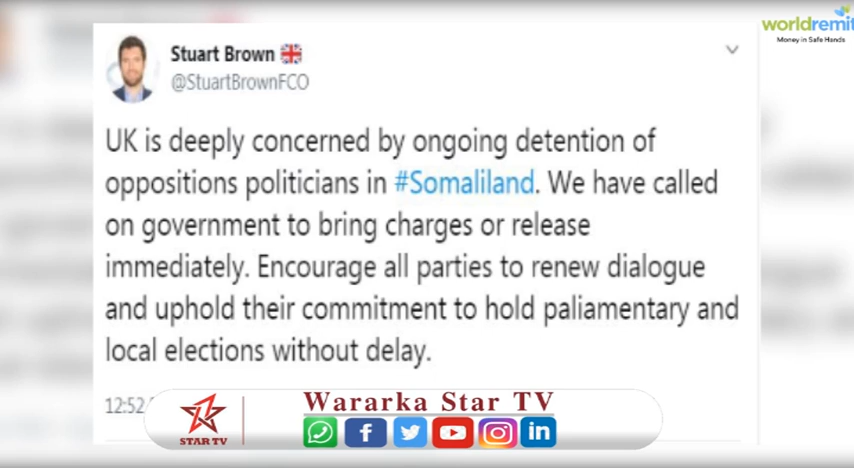 worldremit
Money in Safe Hands
Stuart Brown
@StuartBrownFCO
UK is deeply concerned by ongoing detention of
oppositions politicians in #Somaliland. We have called
on government to bring charges or release
immediately. Encourage all parties to renew dialogue
and uphold their commitment to hold paliamentary and
local elections without delay.
12:52
Wararka Star TV
STAR TV